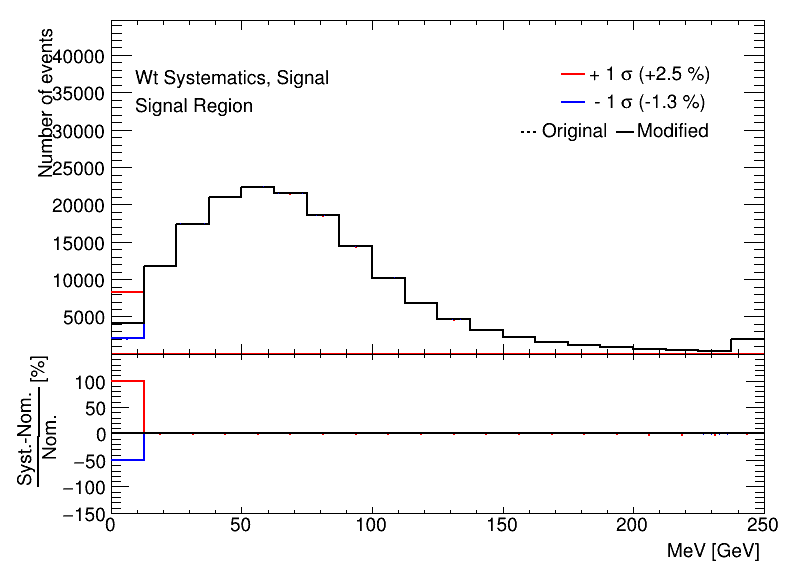 Number of events
40000
35000
30000
25000
20000
15000
10000
5000
Wt Systematics, Signal
Signal Region
+ 1 σ (+2.5 %)
- 1 σ (-1.3 %)
Original Modified
Syst.-Nom.
Nom.
[%]
100
50
0
−50
−100
−150
0 50 100 150 200 250
MeV [GeV]